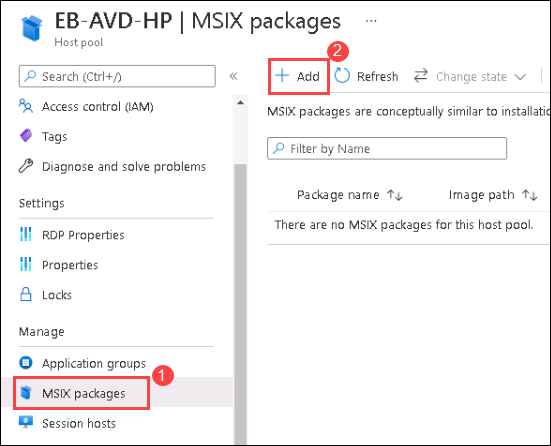 EB-AVD-HP | MSIX packages ...
Host pool
Search (Ctrl+/)
«
Access control (IAM)
Tags
Diagnose and solve problems
Settings
RDP Properties
Properties
Locks
Manage
Application groups
1
MSIX packages
Session hosts
2
+ Add
Refresh
Change state
MSIX packages are conceptually similar to installatio
Filter by Name
Package name ↑↓ Image path ↑↓
There are no MSIX packages for this host pool.